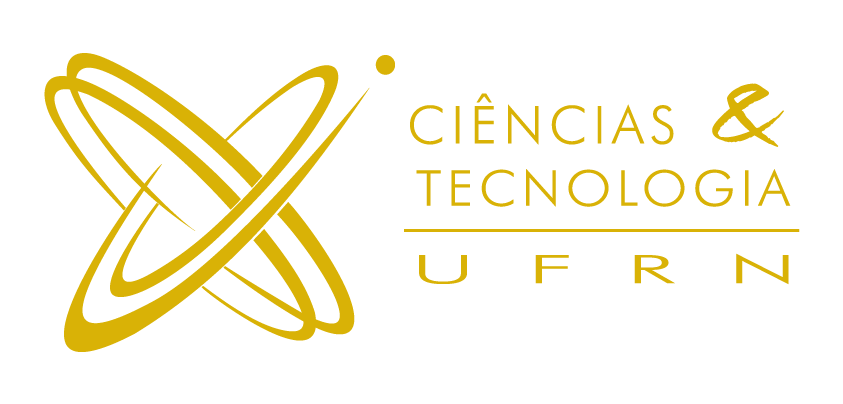 CIÊNCIAS &
TECNOLOGIA
UFRN